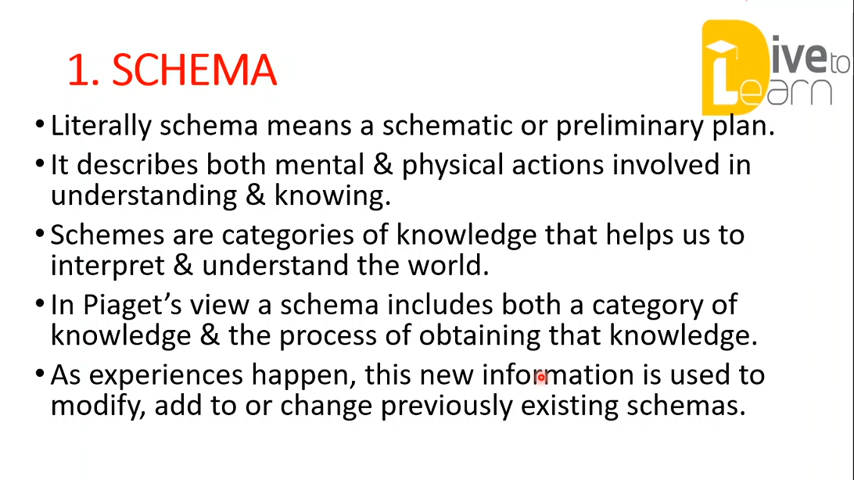 1. SCHEMA
Dive to
Learn
•Literally schema means a schematic or preliminary plan.
•It describes both mental & physical actions involved in
understanding & knowing.
•Schemes are categories of knowledge that helps us to
interpret & understand the world.
•In Piaget’s view a schema includes both a category of
knowledge & the process of obtaining that knowledge.
•As experiences happen, this new information is used to
modify, add to or change previously existing schemas.